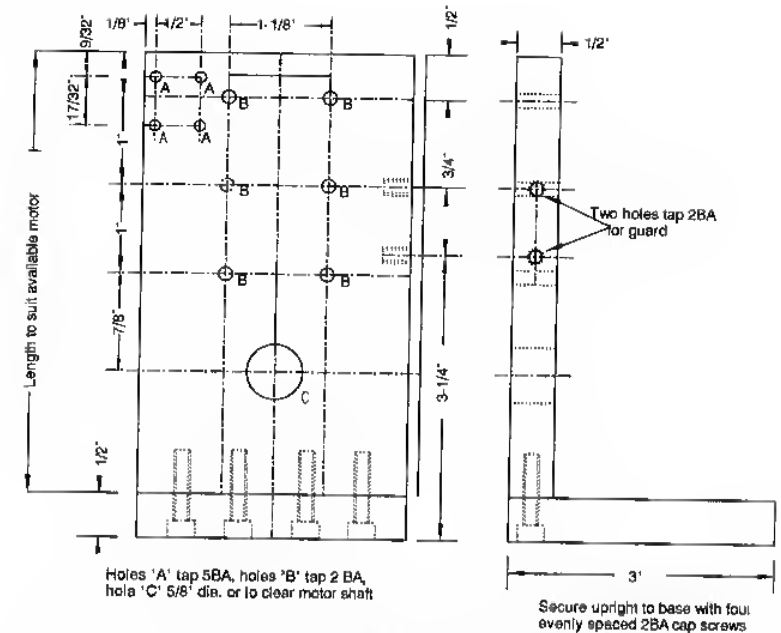 1/8' 1/2' 1-1/8'
9/32"
17/32"
1"
1"
7/8"
1/2"
Length to suit available motor
A A
A A
B B
B B
B B
C
1/2"
3/4"
3-1/4"
1/2'
Two holes tap 2BA
for guard
3'
Holes 'A' tap 5BA, holes 'B' tap 2 BA,
hole 'C' 5/8' dia. or to clear motor shaft
Secure upright to base with four
evenly spaced 2BA cap screws